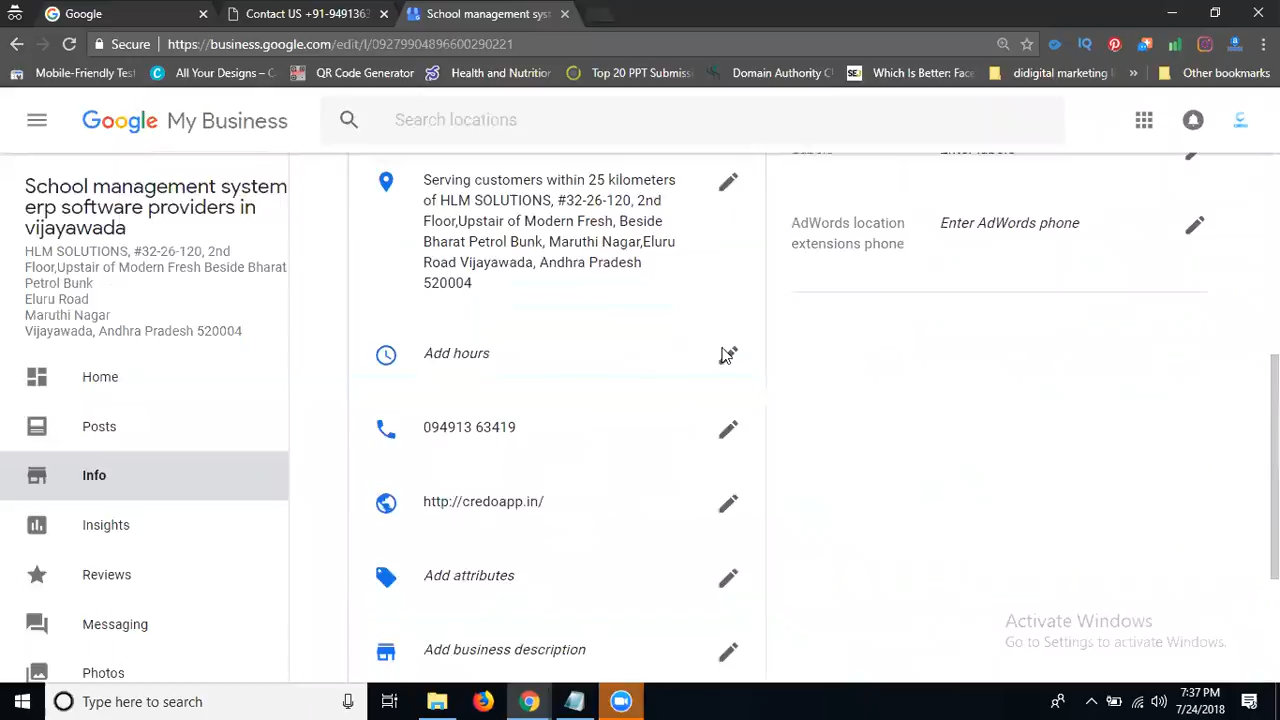 Google
Contact US +91-949136
School management syst
Secure
https://business.google.com/edit/l/09279904896600290221
Mobile-Friendly Test
All Your Designs – C
QR Code Generator
Health and Nutrition
Top 20 PPT Submiss
Domain Authority C
Which Is Better: Face
didigital marketing
Other bookmarks
Google My Business
Search locations
School management system
erp software providers in
vijayawada
HLM SOLUTIONS, #32-26-120, 2nd
Floor,Upstair of Modern Fresh Beside Bharat
Petrol Bunk
Eluru Road
Maruthi Nagar
Vijayawada, Andhra Pradesh 520004
Home
Posts
Info
Insights
Reviews
Messaging
Photos
Serving customers within 25 kilometers
of HLM SOLUTIONS, #32-26-120, 2nd
Floor,Upstair of Modern Fresh, Beside
Bharat Petrol Bunk, Maruthi Nagar,Eluru
Road Vijayawada, Andhra Pradesh
520004
Add hours
094913 63419
http://credoapp.in/
Add attributes
Add business description
AdWords location
extensions phone
Enter AdWords phone
Activate Windows
Go to Settings to activate Windows.
Type here to search
7:37 PM
7/24/2018